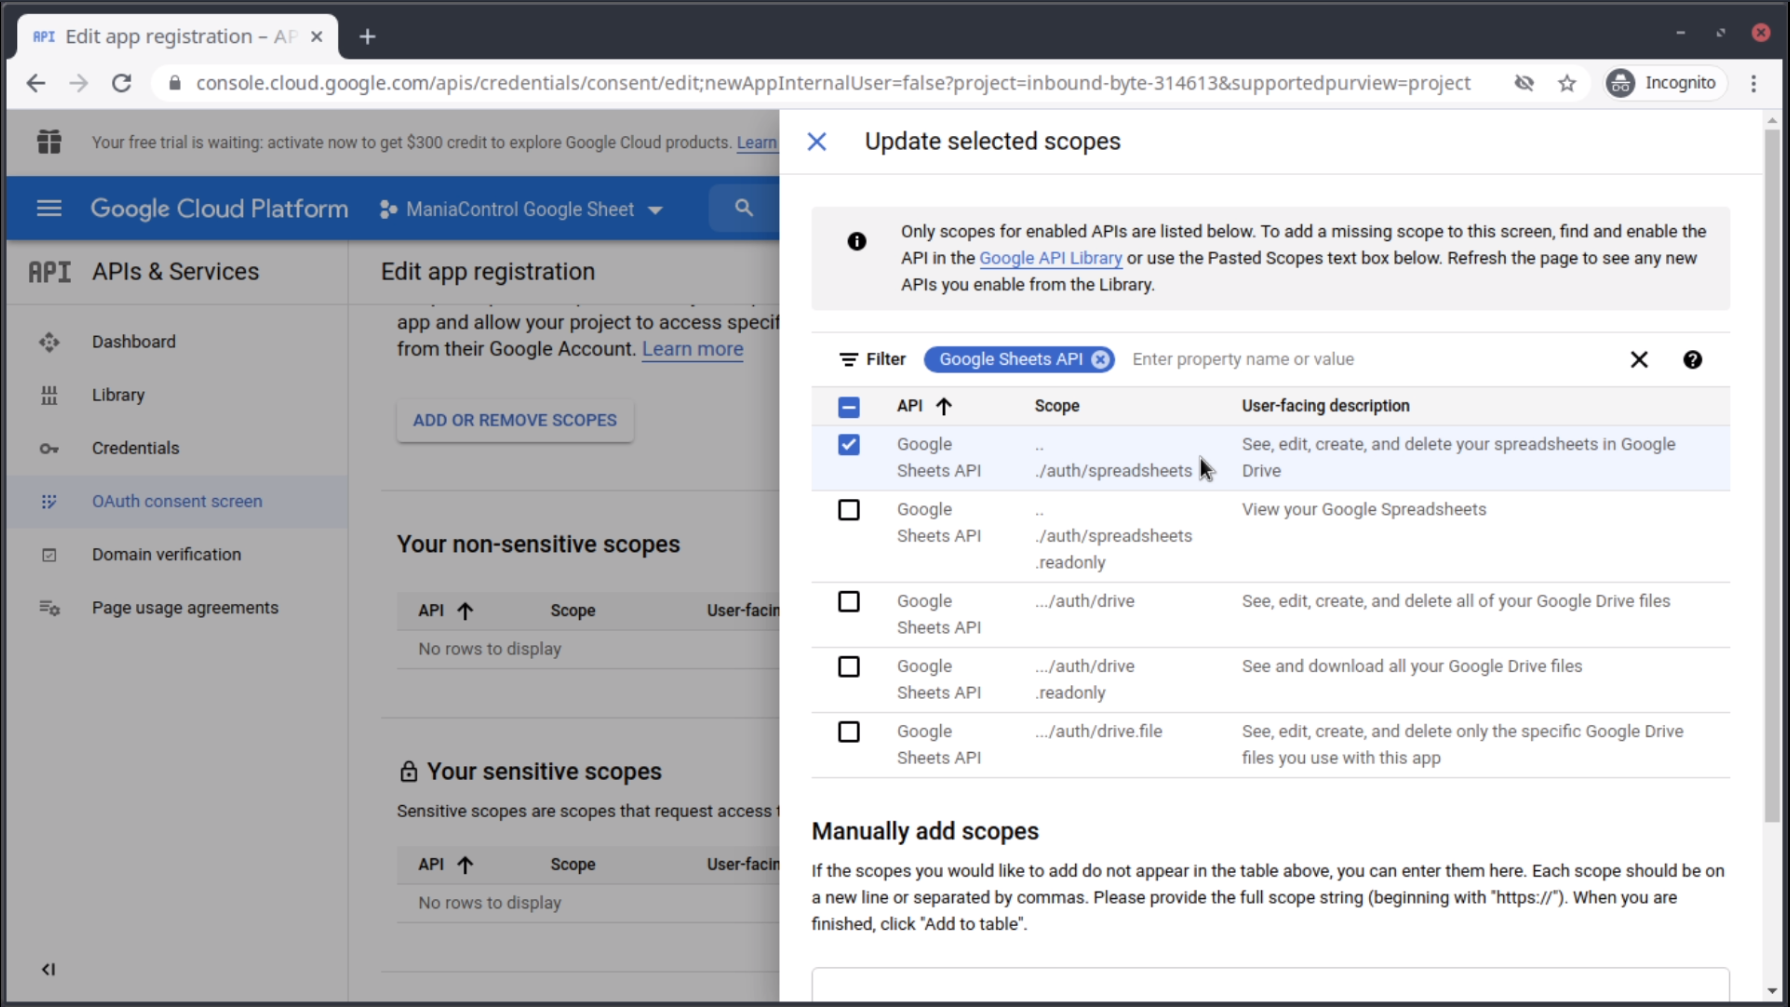 API Edit app registration – AP
console.cloud.google.com/apis/credentials/consent/edit;newAppInternalUser=false?project=inbound-byte-314613&supportedpurview=project
Incognito
Your free trial is waiting: activate now to get $300 credit to explore Google Cloud products. Learn
Google Cloud Platform
ManiaControl Google Sheet
API APIs & Services
Dashboard
Library
Credentials
OAuth consent screen
Domain verification
Page usage agreements
Edit app registration
app and allow your project to access specif
from their Google Account. Learn more
ADD OR REMOVE SCOPES
Your non-sensitive scopes
API Scope User-facin
No rows to display
Your sensitive scopes
Sensitive scopes are scopes that request access
API Scope User-facin
No rows to display
Update selected scopes
Only scopes for enabled APIs are listed below. To add a missing scope to this screen, find and enable the
API in the Google API Library or use the Pasted Scopes text box below. Refresh the page to see any new
APIs you enable from the Library.
Filter Google Sheets API Enter property name or value
API Scope User-facing description
Google .. See, edit, create, and delete your spreadsheets in Google
Sheets API ./auth/spreadsheets Drive
Google .. View your Google Spreadsheets
Sheets API ./auth/spreadsheets
.readonly
Google .../auth/drive See, edit, create, and delete all of your Google Drive files
Sheets API
Google .../auth/drive See and download all your Google Drive files
Sheets API .readonly
Google .../auth/drive.file See, edit, create, and delete only the specific Google Drive
Sheets API files you use with this app
Manually add scopes
If the scopes you would like to add do not appear in the table above, you can enter them here. Each scope should be on
a new line or separated by commas. Please provide the full scope string (beginning with "https://"). When you are
finished, click "Add to table".